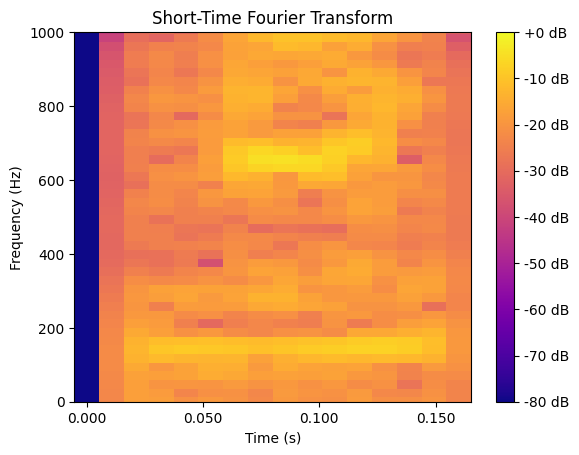 Short-Time Fourier Transform
1000
800
600
400
200
0
Frequency (Hz)
0.000
0.050
0.100
0.150
Time (s)
+0 dB
-10 dB
-20 dB
-30 dB
-40 dB
-50 dB
-60 dB
-70 dB
-80 dB